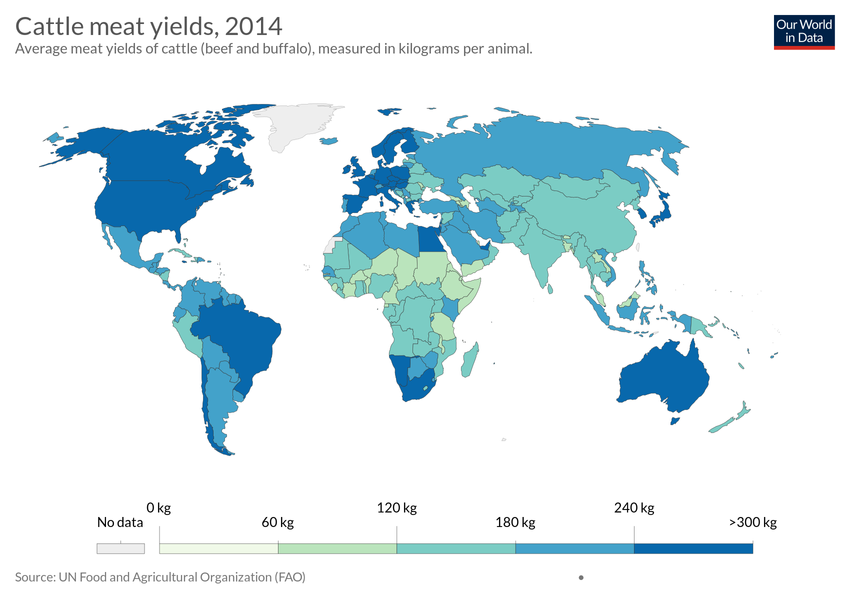 Cattle meat yields, 2014
Average meat yields of cattle (beef and buffalo), measured in kilograms per animal.
Our World
in Data
0 kg
120 kg
240 kg
No data
60 kg
180 kg
>300 kg
Source: UN Food and Agricultural Organization (FAO)